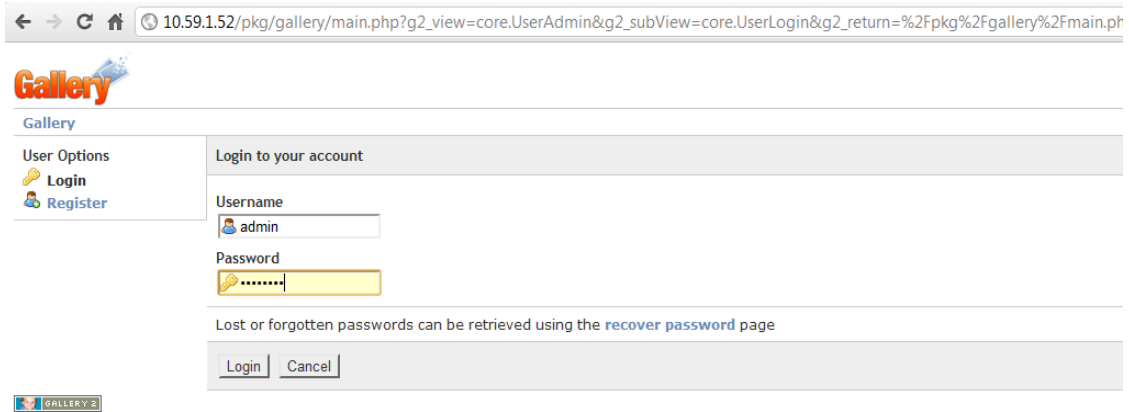 10.59.1.52/pkg/gallery/main.php?g2_view=core.UserAdmin&g2_subView=core.UserLogin&g2_return=%2Fpkg%2Fgallery%2Fmain.ph
Gallery
Gallery
User Options
Login
Register
Login to your account
Username
admin
Password
••••••••
Lost or forgotten passwords can be retrieved using the recover password page
Login Cancel
GALLERY 2